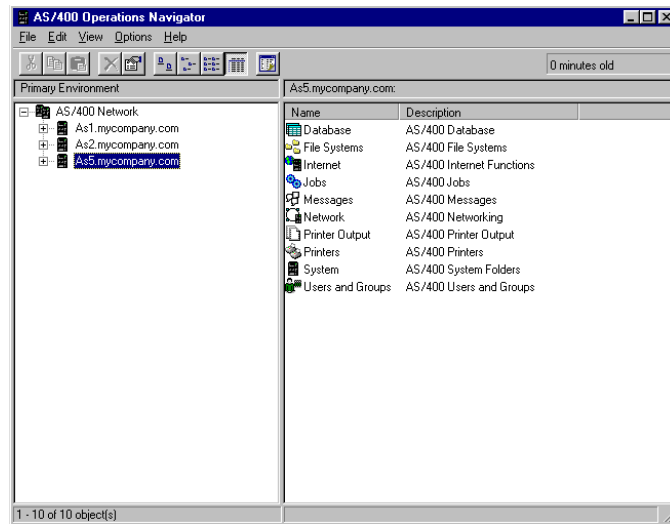 AS/400 Operations Navigator
File Edit View Options Help
0 minutes old
Primary Environment
As5.mycompany.com:
AS/400 Network
As1.mycompany.com
As2.mycompany.com
As5.mycompany.com
Name Description
Database AS/400 Database
File Systems AS/400 File Systems
Internet AS/400 Internet Functions
Jobs AS/400 Jobs
Messages AS/400 Messages
Network AS/400 Networking
Printer Output AS/400 Printer Output
Printers AS/400 Printers
System AS/400 System Folders
Users and Groups AS/400 Users and Groups
1 - 10 of 10 object(s)